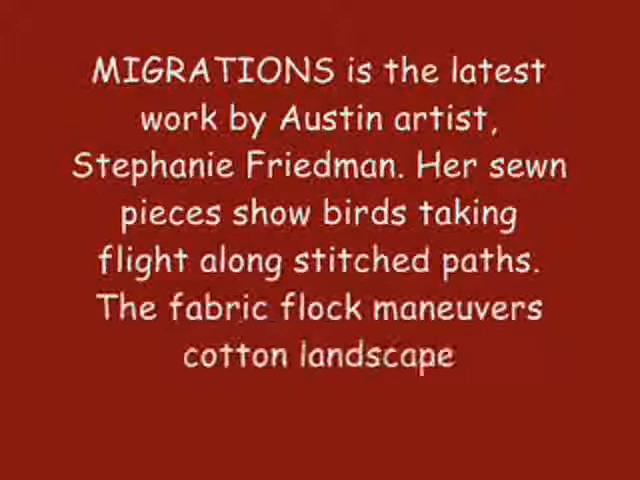 MIGRATIONS is the latest
work by Austin artist,
Stephanie Friedman. Her sewn
pieces show birds taking
flight along stitched paths.
The fabric flock maneuvers
cotton landscape